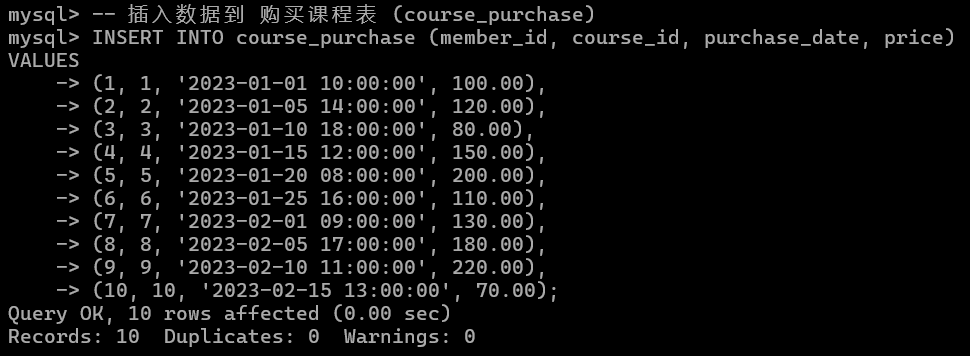 mysql> -- 插入数据到 购买课程表 (course_purchase)
mysql> INSERT INTO course_purchase (member_id, course_id, purchase_date, price)
VALUES
    -> (1, 1, '2023-01-01 10:00:00', 100.00),
    -> (2, 2, '2023-01-05 14:00:00', 120.00),
    -> (3, 3, '2023-01-10 18:00:00', 80.00),
    -> (4, 4, '2023-01-15 12:00:00', 150.00),
    -> (5, 5, '2023-01-20 08:00:00', 200.00),
    -> (6, 6, '2023-01-25 16:00:00', 110.00),
    -> (7, 7, '2023-02-01 09:00:00', 130.00),
    -> (8, 8, '2023-02-05 17:00:00', 180.00),
    -> (9, 9, '2023-02-10 11:00:00', 220.00),
    -> (10, 10, '2023-02-15 13:00:00', 70.00);
Query OK, 10 rows affected (0.00 sec)
Records: 10  Duplicates: 0  Warnings: 0